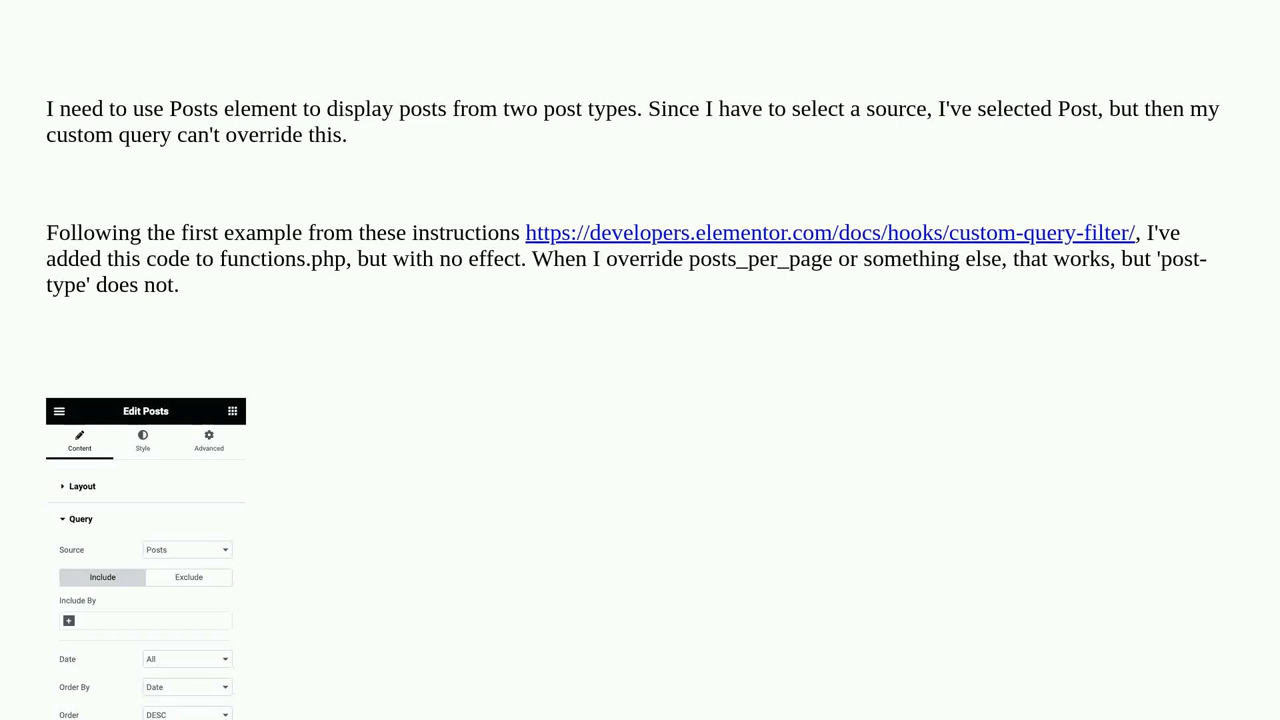 I need to use Posts element to display posts from two post types. Since I have to select a source, I've selected Post, but then my
custom query can't override this.
Following the first example from these instructions https://developers.elementor.com/docs/hooks/custom-query-filter/, I've
added this code to functions.php, but with no effect. When I override posts_per_page or something else, that works, but 'post-
type' does not.
Edit Posts
Content Style Advanced
Layout
Query
Source Posts
Include Exclude
Include By
Date All
Order By Date
Order DESC